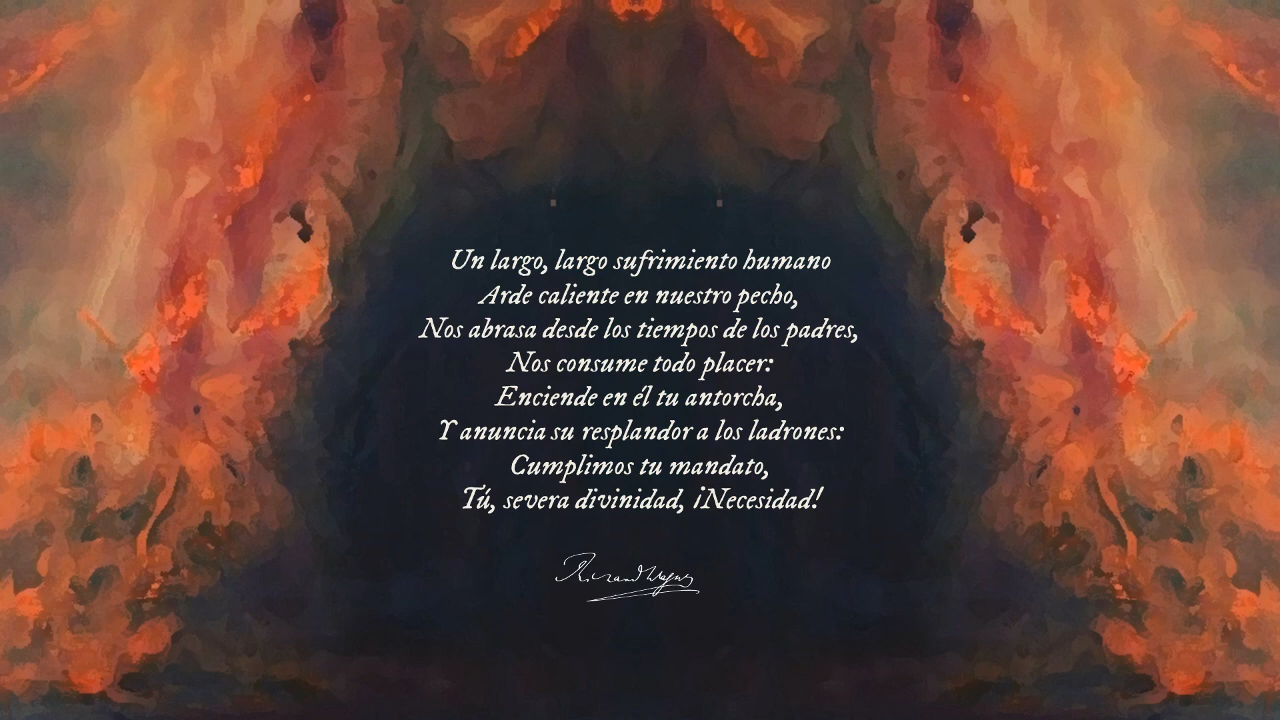 Un largo, largo sufrimiento humano
Arde caliente en nuestro pecho,
Nos abrasa desde los tiempos de los padres,
Nos consume todo placer:
Enciende en él tu antorcha,
Y anuncia su resplandor a los ladrones:
Cumplimos tu mandato,
Tú, severa divinidad, ¡Necesidad!
Richard Wagner